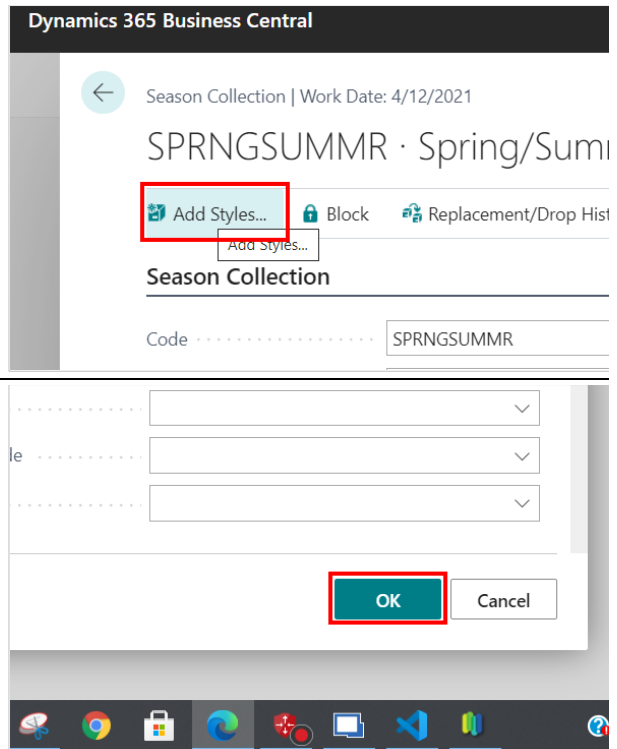 Dynamics 365 Business Central
Season Collection | Work Date: 4/12/2021
SPRNGSUMMR · Spring/Sum
Add Styles... Block Replacement/Drop Hist
Add Styles...
Season Collection
Code SPRNGSUMMR
le
OK Cancel